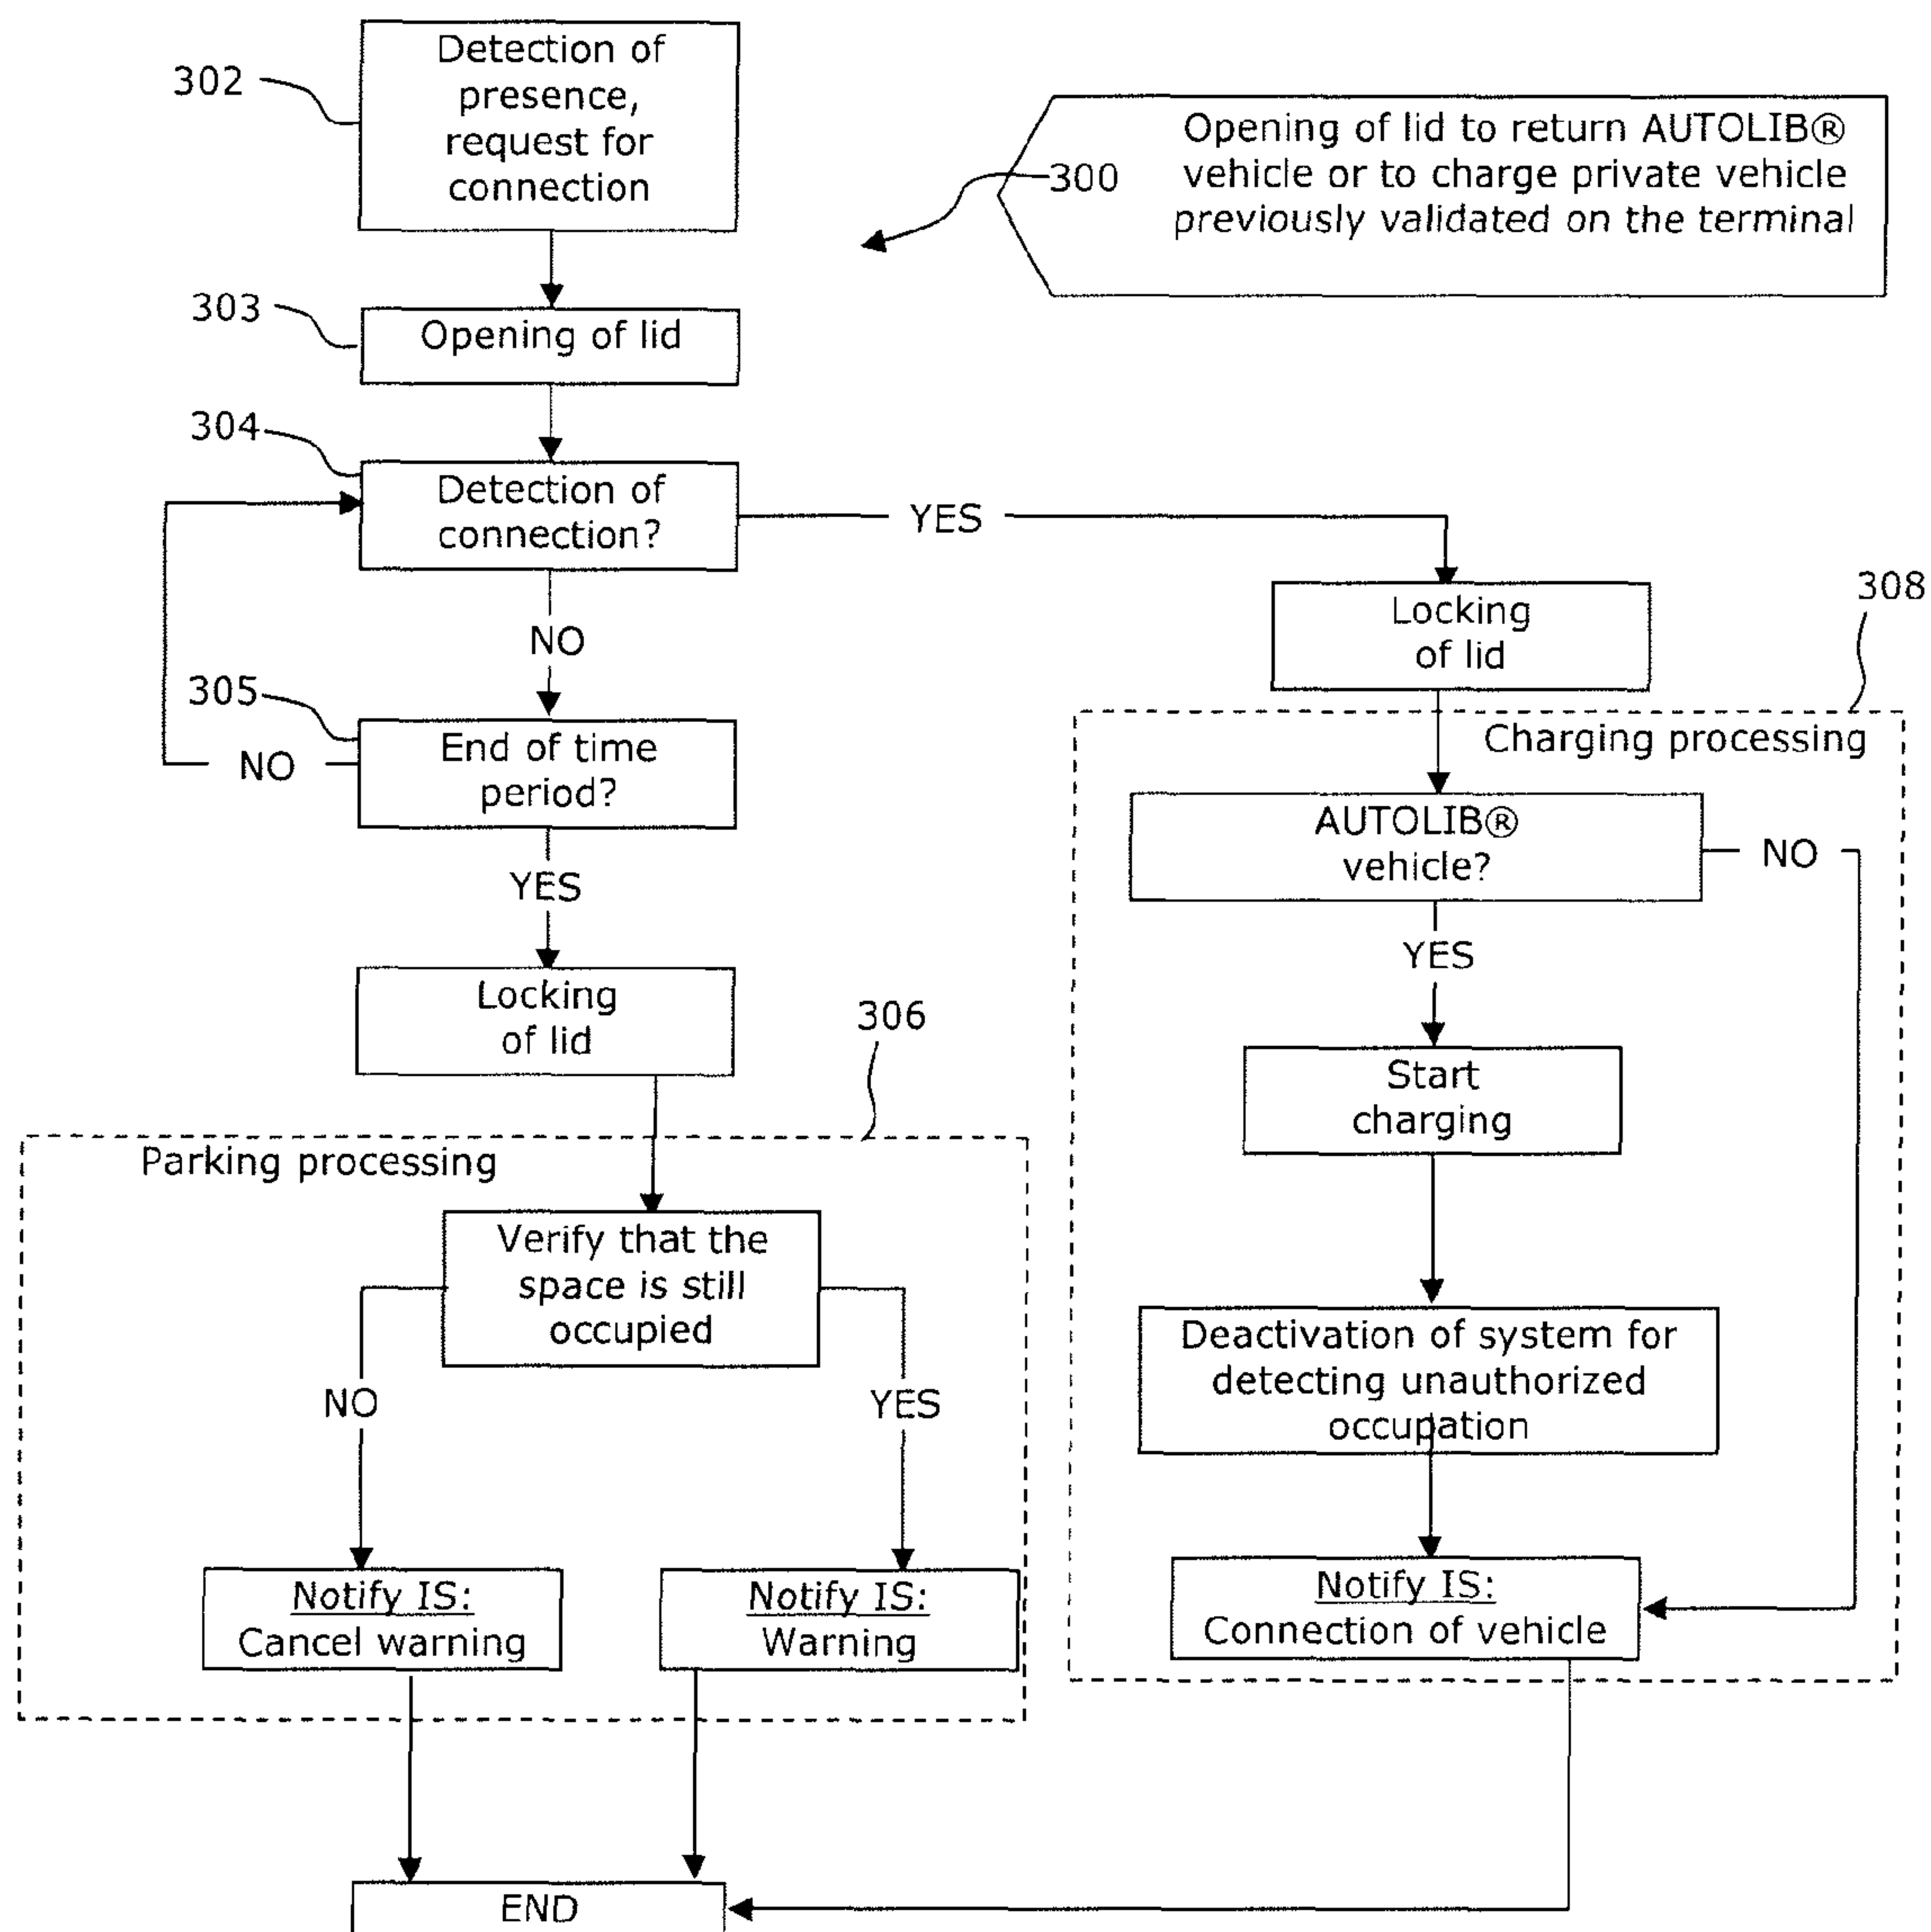 Detection of
presence,
request for
connection
302
300
Opening of lid to return AUTOLIB®
vehicle or to charge private vehicle
previously validated on the terminal
303
Opening of lid
304
Detection of
connection?
YES
NO
Locking
of lid
308
305
End of time
period?
NO
YES
Charging processing
AUTOLIB®
vehicle?
NO
YES
Locking
of lid
306
Start
charging
Parking processing
Verify that the
space is still
occupied
NO
YES
Deactivation of system for
detecting unauthorized
occupation
Notify IS:
Cancel warning
Notify IS:
Warning
Notify IS:
Connection of vehicle
END